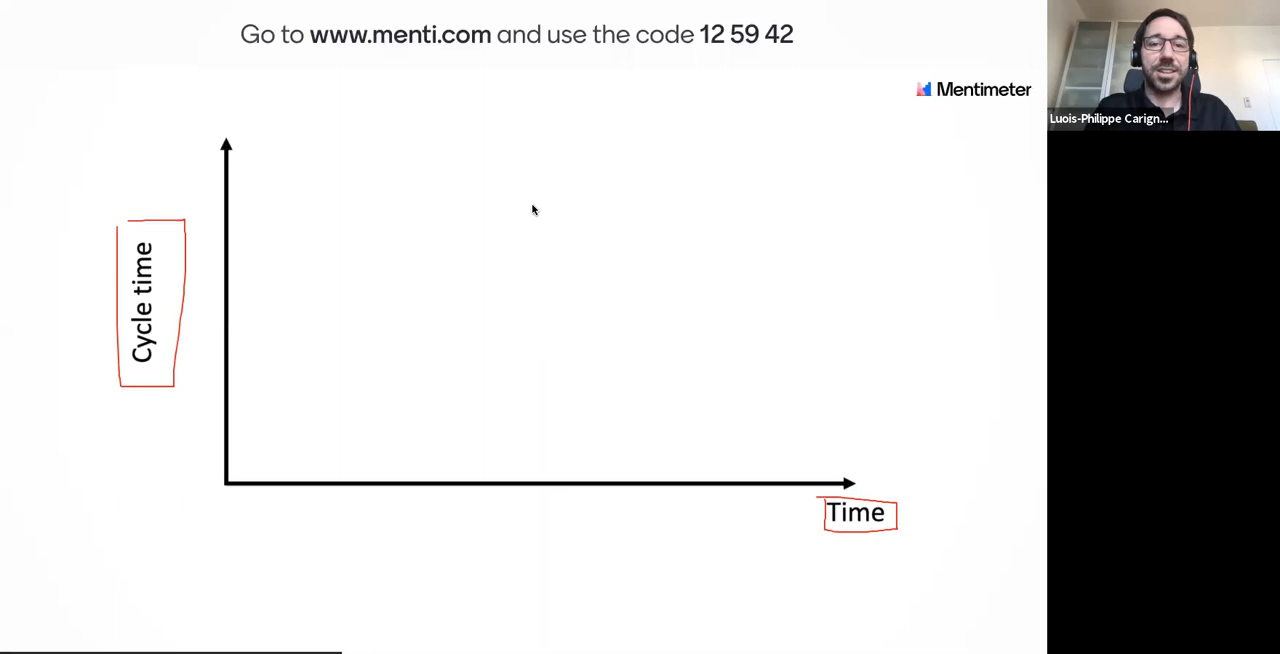 Go to www.menti.com and use the code 12 59 42
Mentimeter
Luois-Philippe Carign...
Cycle time
Time